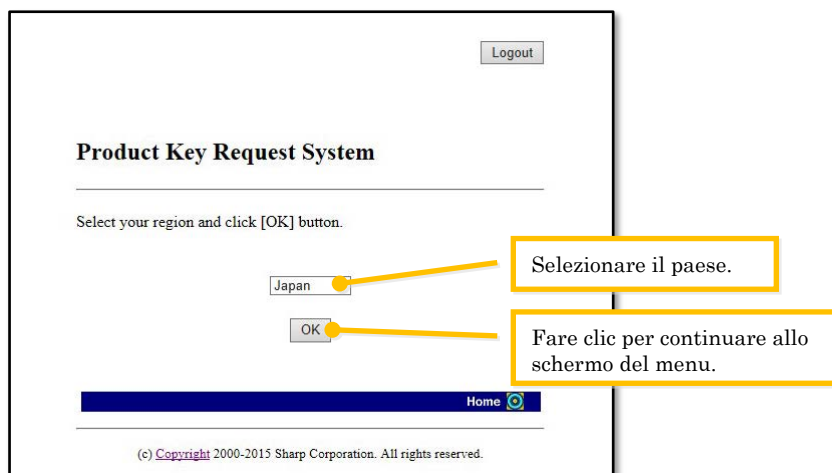 Logout
Product Key Request System
Select your region and click [OK] button.
Japan
Selezionare il paese.
OK
Fare clic per continuare allo
schermo del menu.
Home
(c) Copyright 2000-2015 Sharp Corporation. All rights reserved.